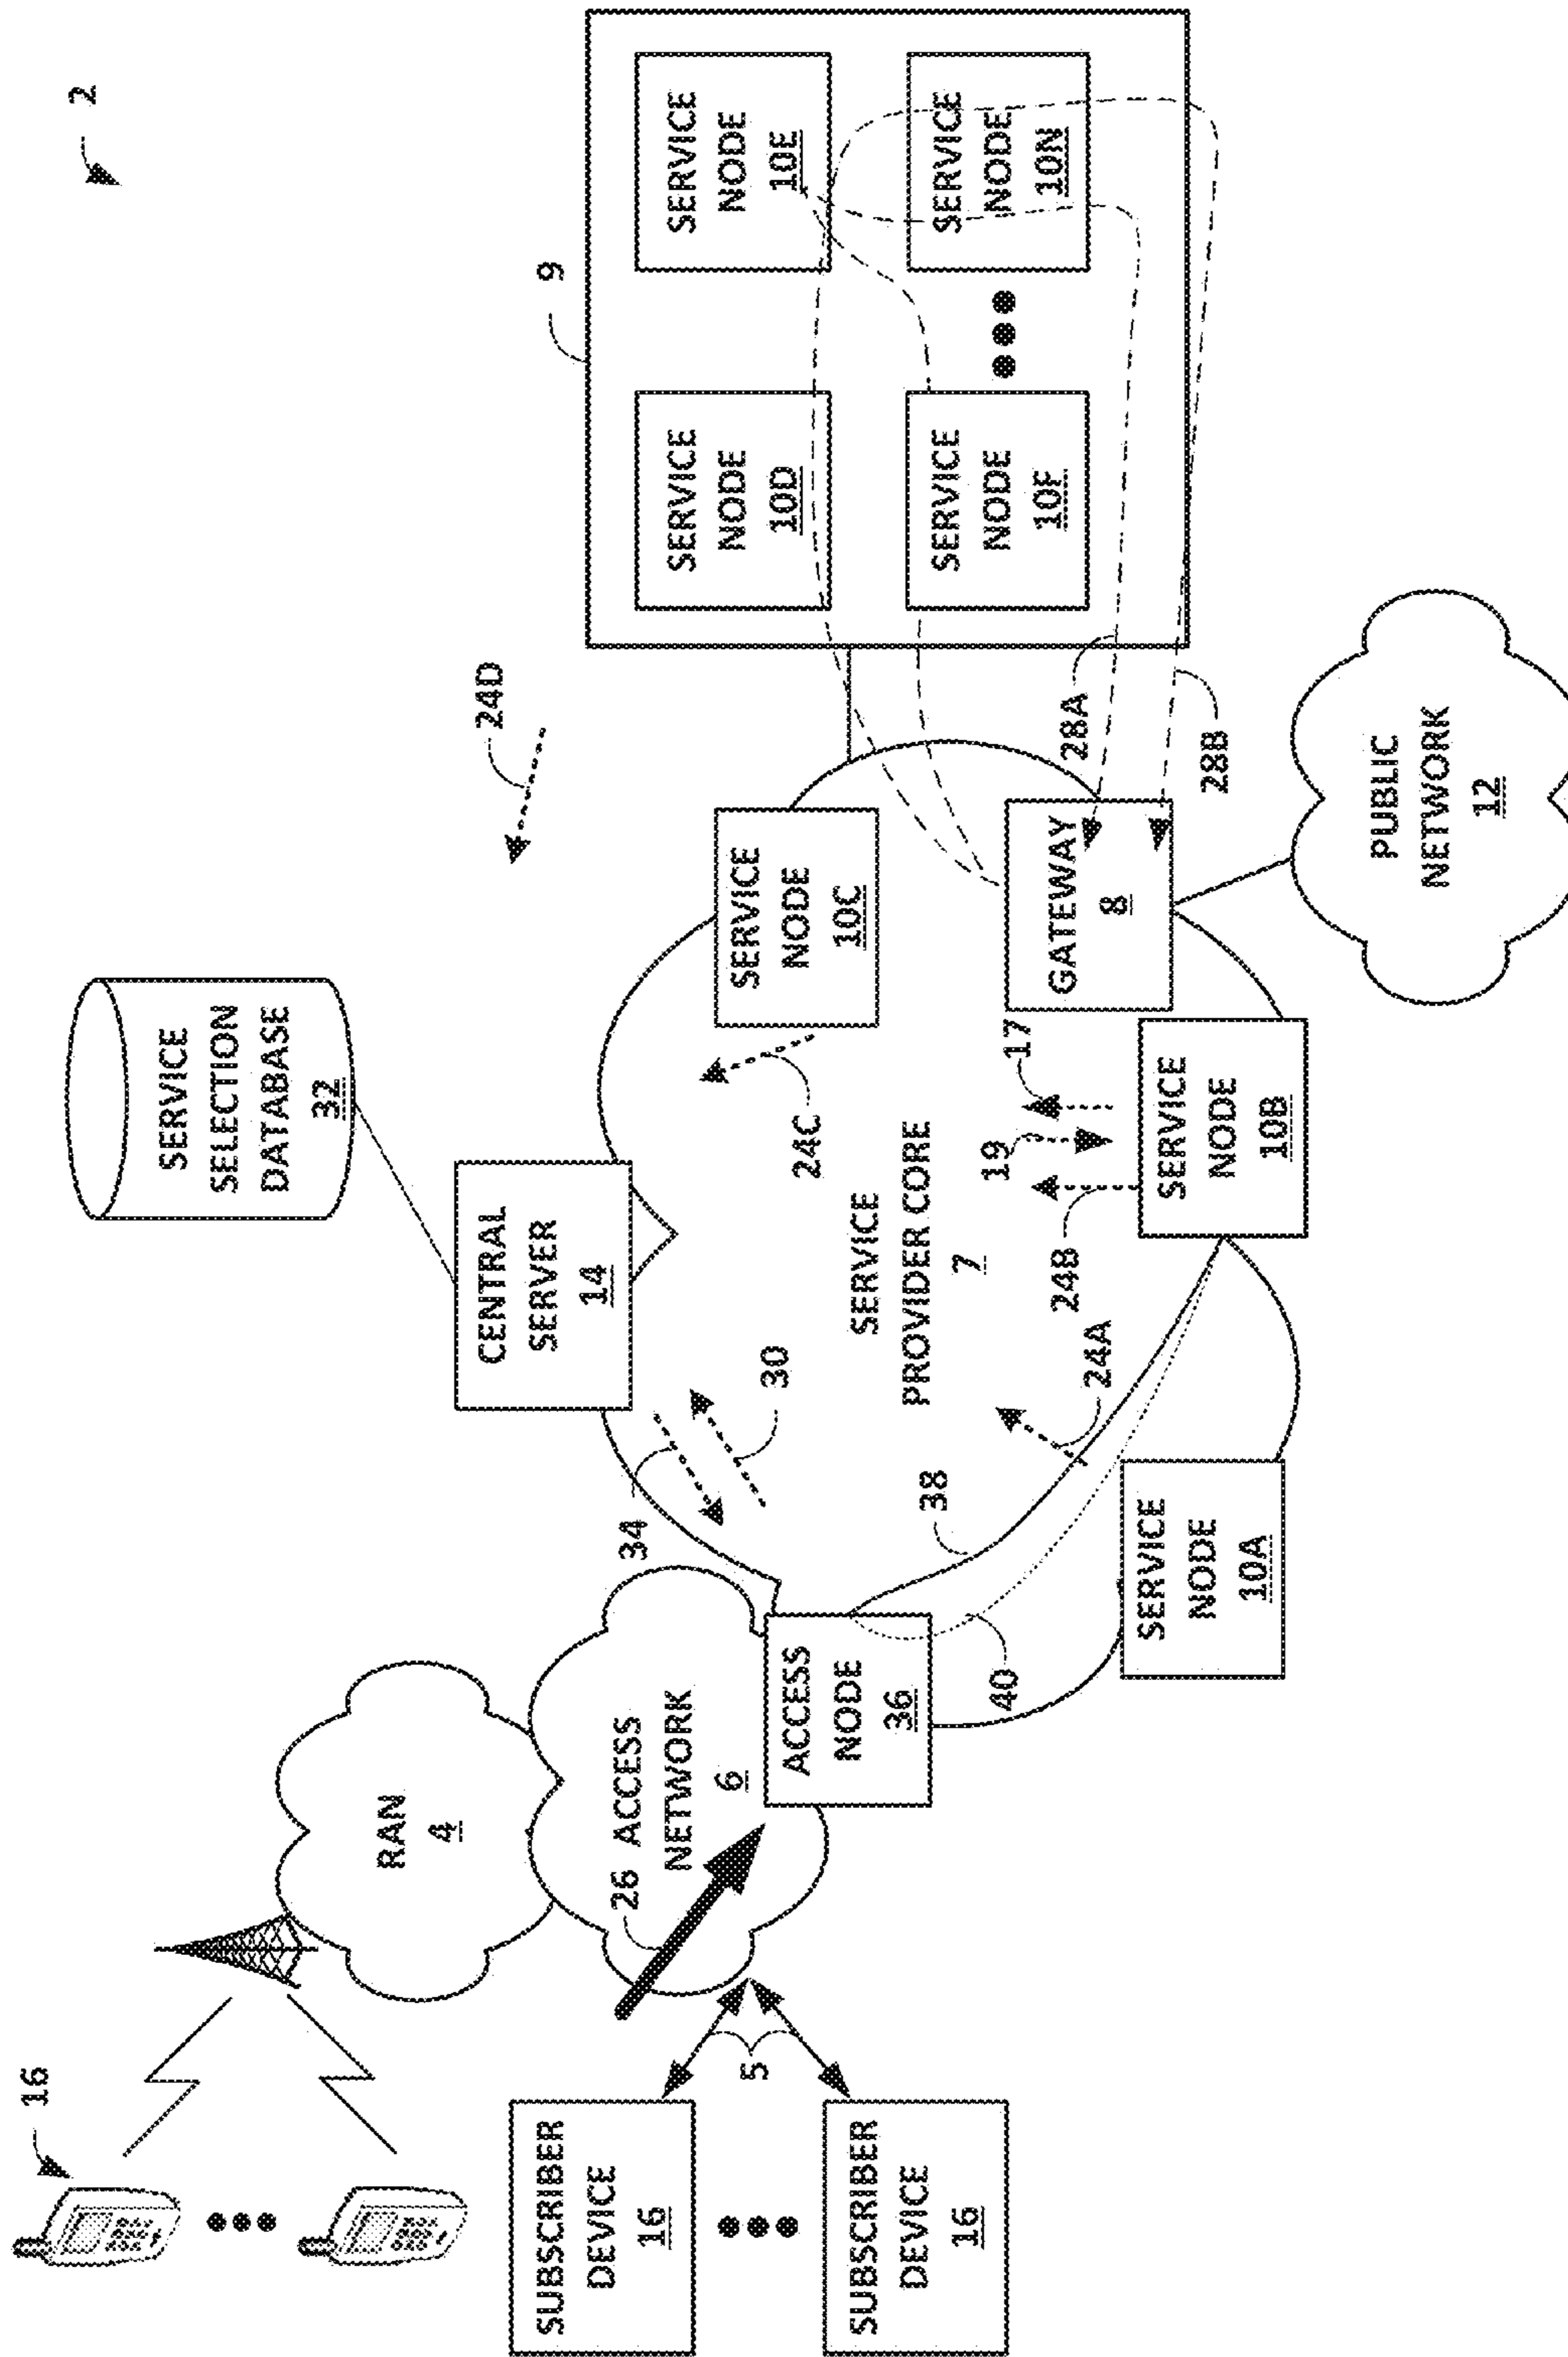 2
16
RAN
4
SERVICE
SELECTION
DATABASE
32
24D
9
SERVICE
NODE
10D
SERVICE
NODE
10E
SERVICE
NODE
10F
SERVICE
NODE
10N
CENTRAL
SERVER
14
34
30
26
ACCESS
NETWORK
6
SUBSCRIBER
DEVICE
16
5
SUBSCRIBER
DEVICE
16
ACCESS
NODE
36
38
40
SERVICE
PROVIDER CORE
7
24C
SERVICE
NODE
10C
24A
24B
19
17
GATEWAY
8
28A
28B
SERVICE
NODE
10A
SERVICE
NODE
10B
PUBLIC
NETWORK
12